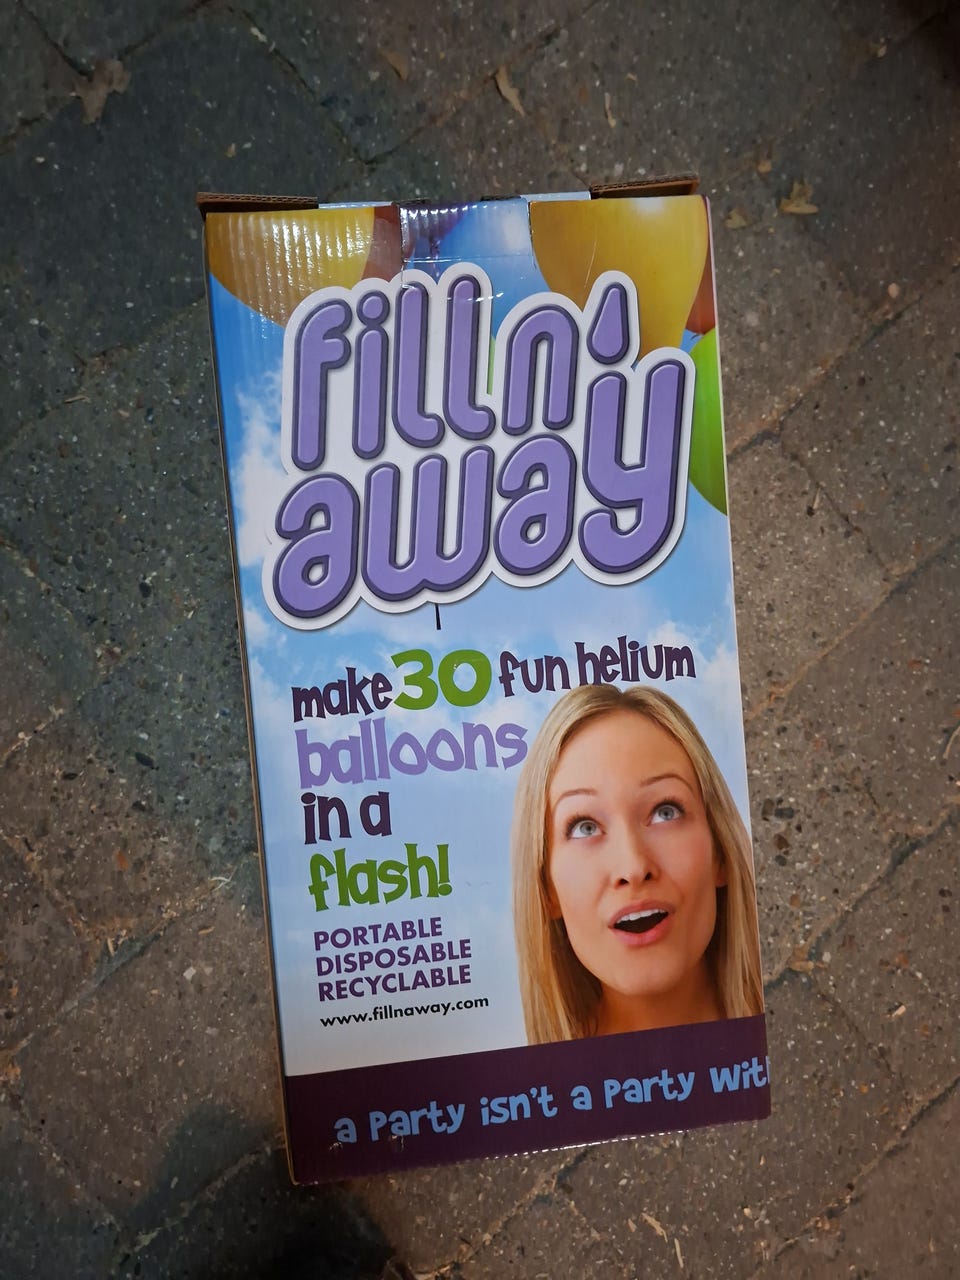 fill n'
away
make 30 fun helium
balloons
in a
flash!
PORTABLE
DISPOSABLE
RECYCLABLE
www.fillnaway.com
a party isn't a party